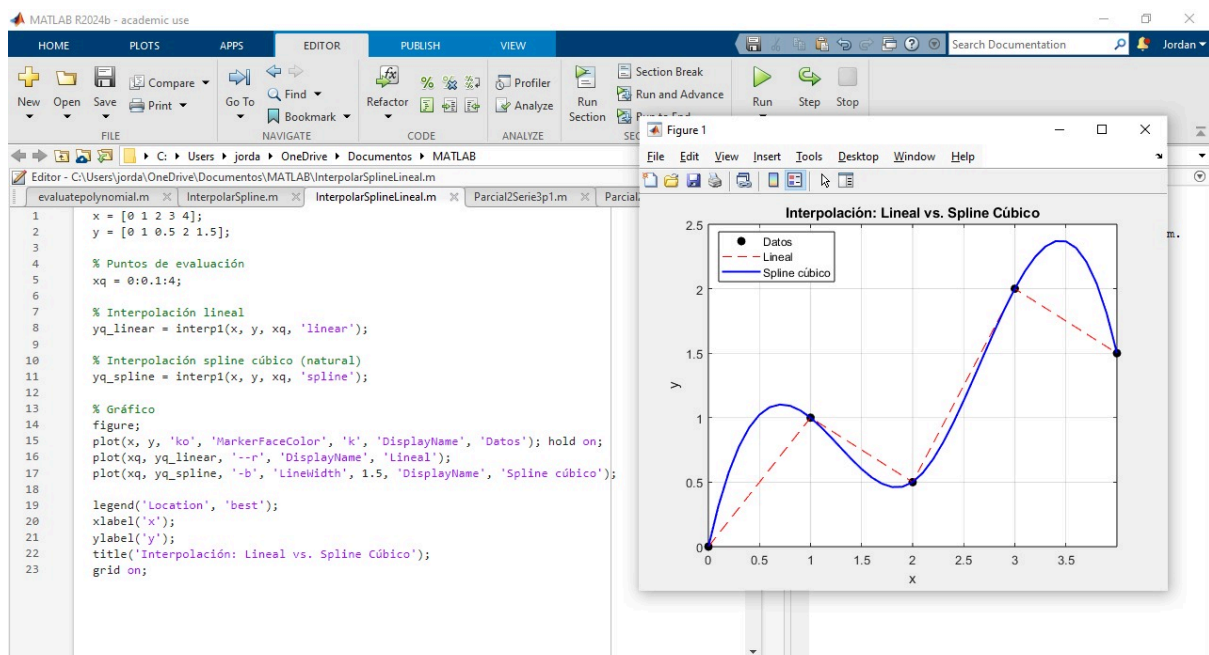 MATLAB R2024b - academic use
HOME PLOTS APPS EDITOR PUBLISH VIEW Search Documentation Jordan
New Open Save Compare Print Go To Find Bookmark Refactor Profiler Analyze Run Section Section Break Run and Advance Run to End Run Step Stop
FILE NAVIGATE CODE ANALYZE SEC
C: Users jorda OneDrive Documentos MATLAB
Editor - C:\Users\jorda\OneDrive\Documentos\MATLAB\InterpolarSplineLineal.m
evaluatepolynomial.m InterpolarSpline.m InterpolarSplineLineal.m Parcial2Serie3p1.m Parcial2
1 x = [0 1 2 3 4];
2 y = [0 1 0.5 2 1.5];
3
4 % Puntos de evaluación
5 xq = 0:0.1:4;
6
7 % Interpolación lineal
8 yq_linear = interp1(x, y, xq, 'linear');
9
10 % Interpolación spline cúbico (natural)
11 yq_spline = interp1(x, y, xq, 'spline');
12
13 % Gráfico
14 figure;
15 plot(x, y, 'ko', 'MarkerFaceColor', 'k', 'DisplayName', 'Datos'); hold on;
16 plot(xq, yq_linear, '--r', 'DisplayName', 'Lineal');
17 plot(xq, yq_spline, '-b', 'LineWidth', 1.5, 'DisplayName', 'Spline cúbico');
18
19 legend('Location', 'best');
20 xlabel('x');
21 ylabel('y');
22 title('Interpolación: Lineal vs. Spline Cúbico');
23 grid on;
Figure 1
File Edit View Insert Tools Desktop Window Help
Interpolación: Lineal vs. Spline Cúbico
Datos
Lineal
Spline cúbico
2.5
2
1.5
1
0.5
0
y
0 0.5 1 1.5 2 2.5 3 3.5
x
m.